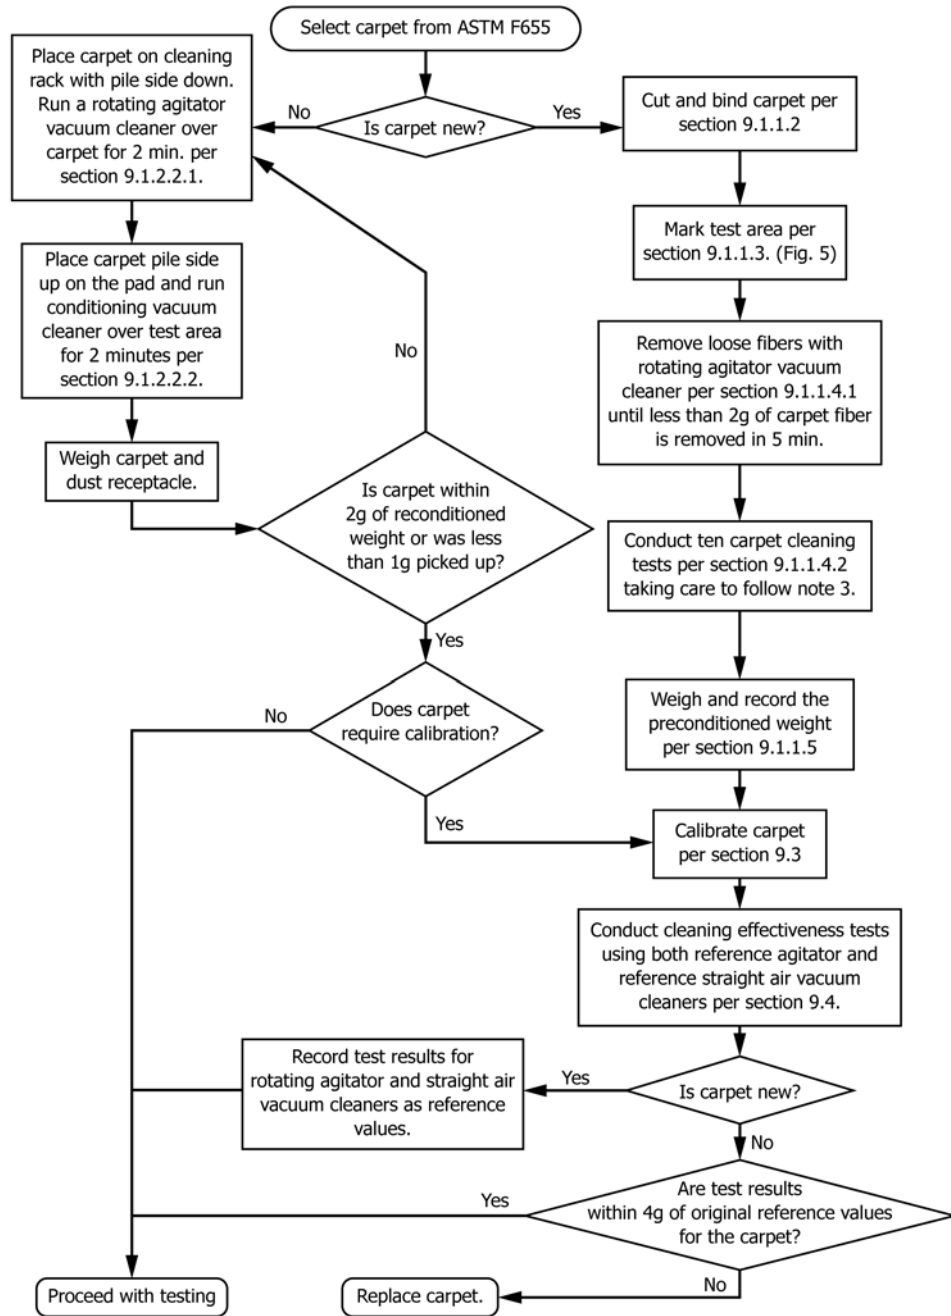 Select carpet from ASTM F655
Is carpet new?
No
Yes
Place carpet on cleaning
rack with pile side down.
Run a rotating agitator
vacuum cleaner over
carpet for 2 min. per
section 9.1.2.2.1.
Place carpet pile side
up on the pad and run
conditioning vacuum
cleaner over test area
for 2 minutes per
section 9.1.2.2.2.
Weigh carpet and
dust receptacle.
Is carpet within
2g of reconditioned
weight or was less
than 1g picked up?
No
Yes
Does carpet
require calibration?
No
Yes
Cut and bind carpet per
section 9.1.1.2
Mark test area per
section 9.1.1.3. (Fig. 5)
Remove loose fibers with
rotating agitator vacuum
cleaner per section 9.1.1.4.1
until less than 2g of carpet fiber
is removed in 5 min.
Conduct ten carpet cleaning
tests per section 9.1.1.4.2
taking care to follow note 3.
Weigh and record the
preconditioned weight
per section 9.1.1.5
Calibrate carpet
per section 9.3
Conduct cleaning effectiveness tests
using both reference agitator and
reference straight air vacuum
cleaners per section 9.4.
Is carpet new?
Yes
No
Record test results for
rotating agitator and straight air
vacuum cleaners as reference
values.
Are test results
within 4g of original reference values
for the carpet?
Yes
No
Proceed with testing
Replace carpet.